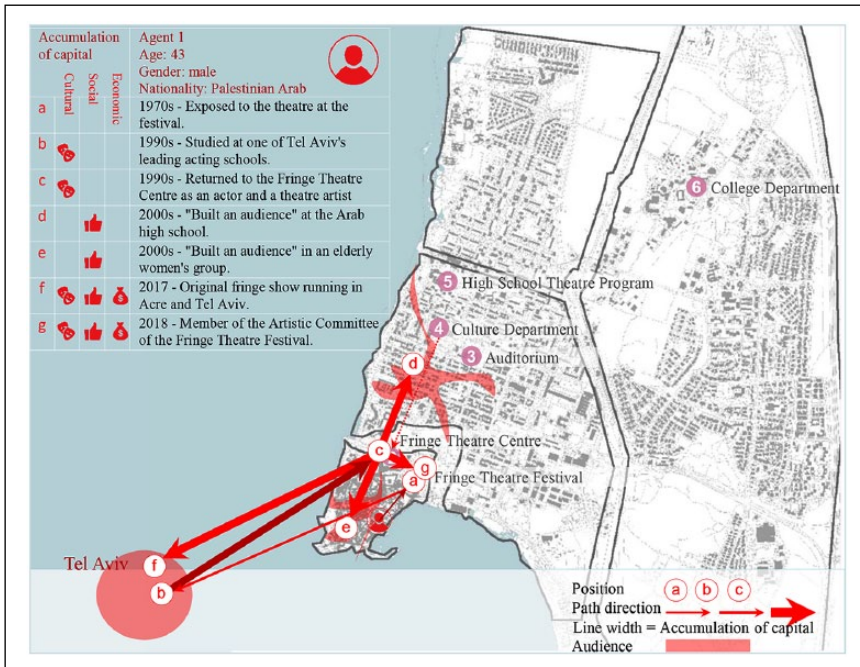 Accumulation of capital
Cultural
Social
Economic
Agent 1
Age: 43
Gender: male
Nationality: Palestinian Arab
a
1970s - Exposed to the theatre at the
festival.
b
1990s - Studied at one of Tel Aviv's
leading acting schools.
c
1990s - Returned to the Fringe Theatre
Centre as an actor and a theatre artist
d
2000s - "Built an audience" at the Arab
high school.
e
2000s - "Built an audience" in an elderly
women's group.
f
2017 - Original fringe show running in
Acre and Tel Aviv.
g
2018 - Member of the Artistic Committee
of the Fringe Theatre Festival.
6 College Department
5 High School Theatre Program
4 Culture Department
3 Auditorium
d
Fringe Theatre Centre
c
g
a Fringe Theatre Festival
e
Tel Aviv f
b
Position a b c
Path direction
Line width = Accumulation of capital
Audience